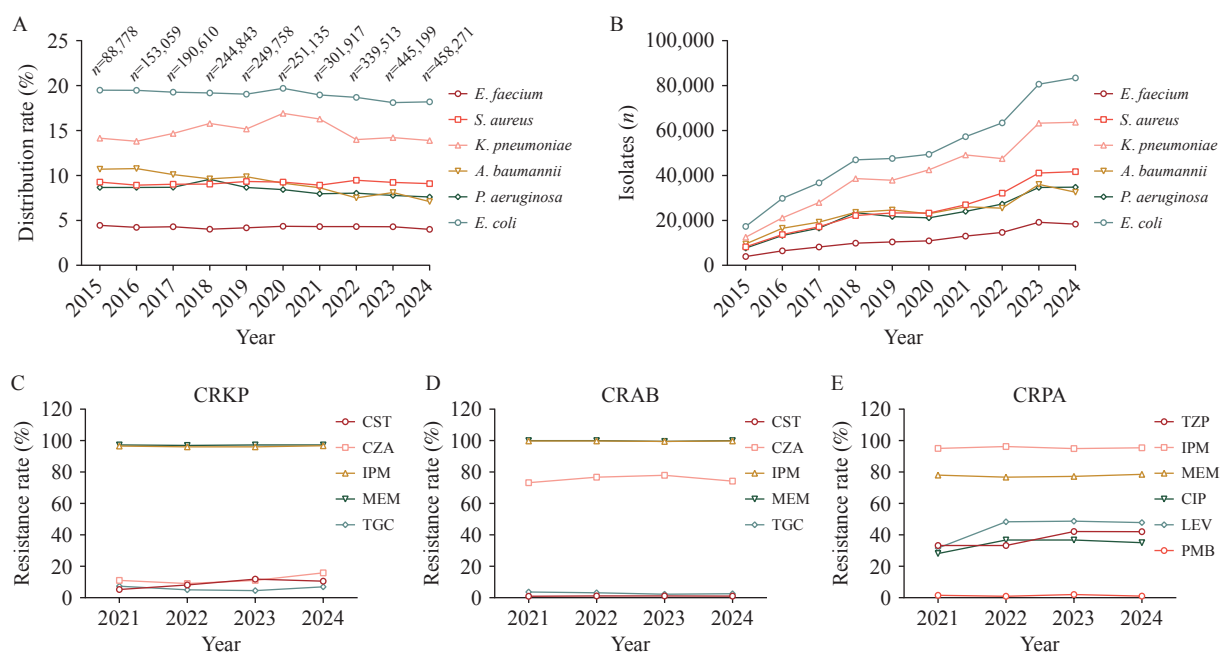 A
Distribution rate (%)
25
20
15
10
5
0
n=88,778
n=153,059
n=190,610
n=244,843
n=249,758
n=251,135
n=301,917
n=339,513
n=445,199
n=458,271
2015
2016
2017
2018
2019
2020
2021
2022
2023
2024
Year
E. faecium
S. aureus
K. pneumoniae
A. baumannii
P. aeruginosa
E. coli
B
Isolates (n)
100,000
80,000
60,000
40,000
20,000
0
2015
2016
2017
2018
2019
2020
2021
2022
2023
2024
Year
E. faecium
S. aureus
K. pneumoniae
A. baumannii
P. aeruginosa
E. coli
C
CRKP
Resistance rate (%)
120
100
80
60
40
20
0
2021 2022 2023 2024
Year
CST
CZA
IPM
MEM
TGC
D
CRAB
Resistance rate (%)
120
100
80
60
40
20
0
2021 2022 2023 2024
Year
CST
CZA
IPM
MEM
TGC
E
CRPA
Resistance rate (%)
120
100
80
60
40
20
0
2021 2022 2023 2024
Year
TZP
IPM
MEM
CIP
LEV
PMB